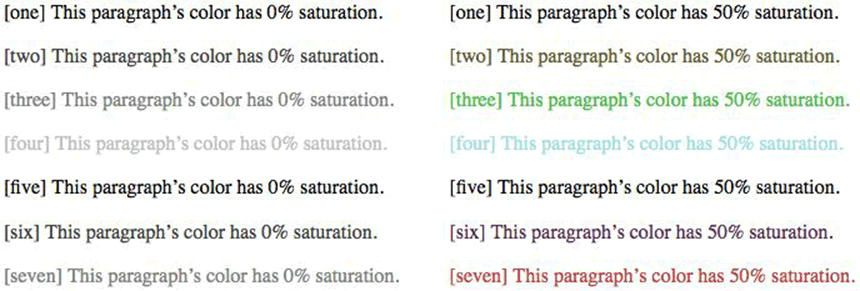 [one] This paragraph’s color has 0% saturation.
[two] This paragraph’s color has 0% saturation.
[three] This paragraph’s color has 0% saturation.
[four] This paragraph’s color has 0% saturation.
[five] This paragraph’s color has 0% saturation.
[six] This paragraph’s color has 0% saturation.
[seven] This paragraph’s color has 0% saturation.
[one] This paragraph’s color has 50% saturation.
[two] This paragraph’s color has 50% saturation.
[three] This paragraph’s color has 50% saturation.
[four] This paragraph’s color has 50% saturation.
[five] This paragraph’s color has 50% saturation.
[six] This paragraph’s color has 50% saturation.
[seven] This paragraph’s color has 50% saturation.